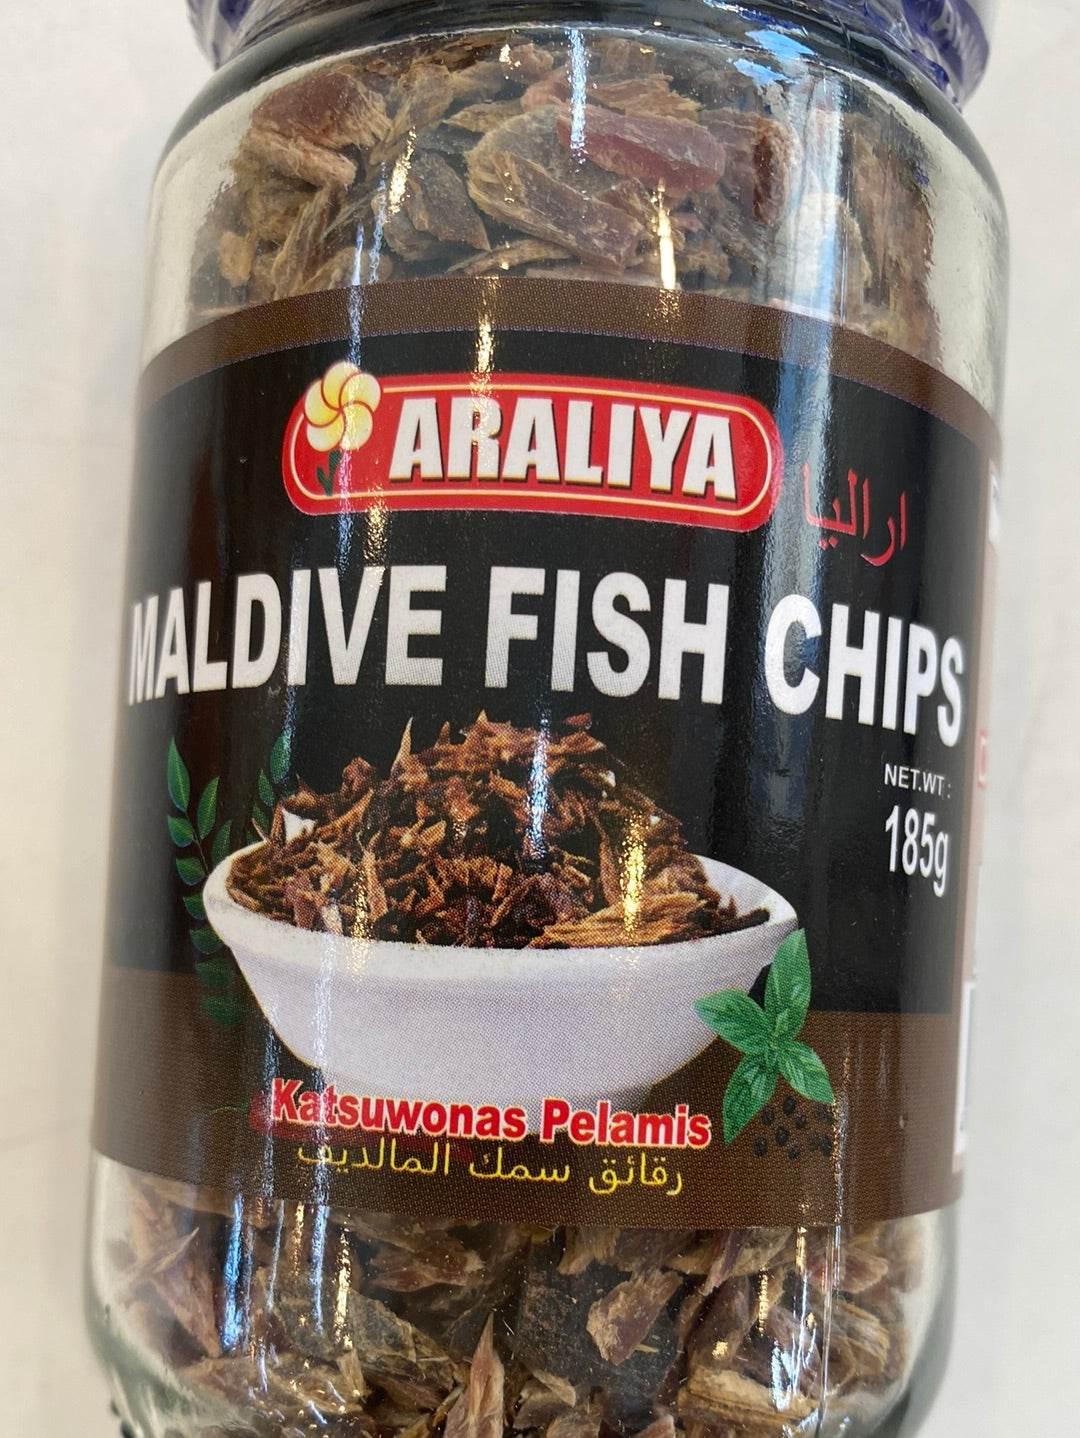 ARALIYA
اراليا
MALDIVE FISH CHIPS
NET.WT :
185g
Katsuwonas Pelamis
رقائق سمك المالديف